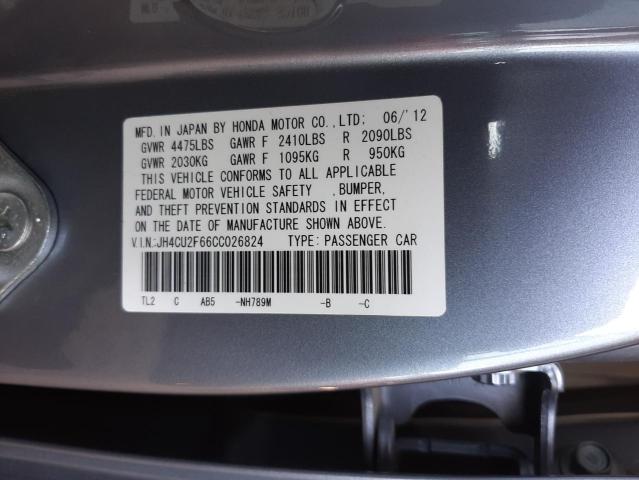 MFD.IN JAPAN BY HONDA MOTOR CO.,LTD: 06/'12
GVWR 4475LBS GAWR F 2410LBS R 2090LBS
GVWR 2030KG GAWR F 1095KG R 950KG
THIS VEHICLE CONFORMS TO ALL APPLICABLE
FEDERAL MOTOR VEHICLE SAFETY ,BUMPER,
AND THEFT PREVENTION STANDARDS IN EFFECT
ON THE DATE OF MANUFACTURE SHOWN ABOVE.
V.I.N:JH4CU2F66CC026824 TYPE: PASSENGER CAR
TL2 C AB5 -NH789M -B -C